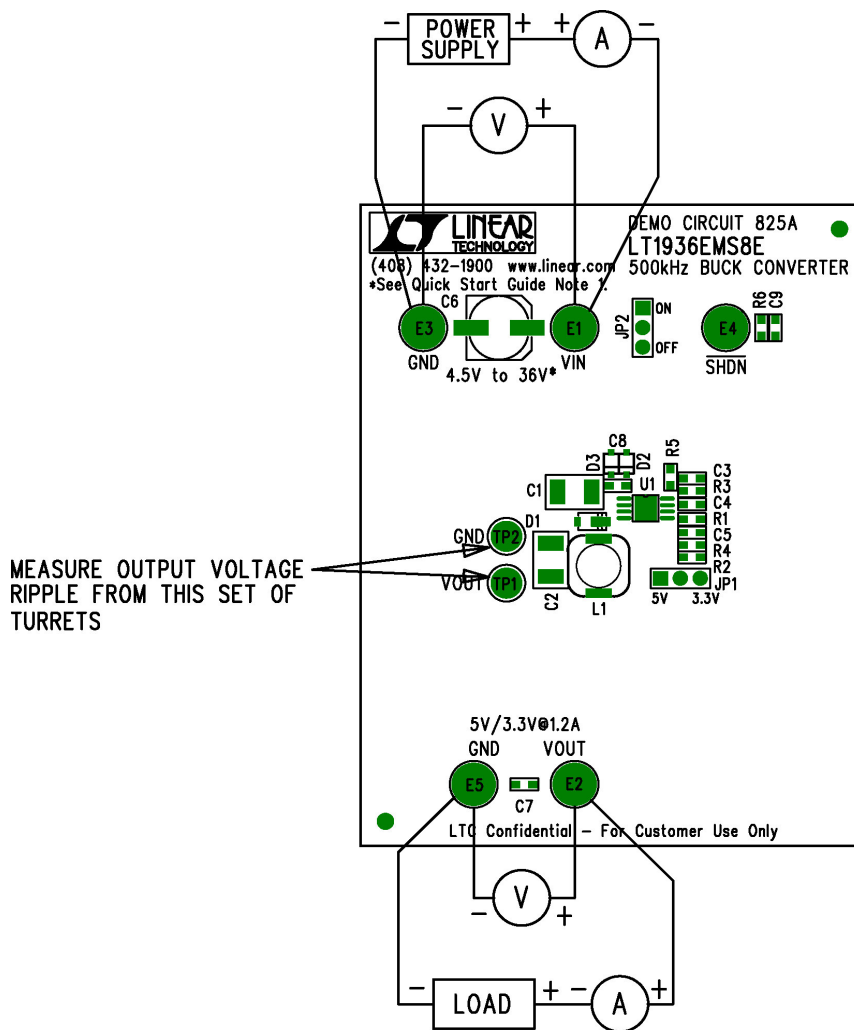 - POWER SUPPLY + + A -
- V +
LT LINEAR TECHNOLOGY
(408) 432-1900 www.linear.com
*See Quick Start Guide Note 1.
DEMO CIRCUIT 825A
LT1936EMS8E
500kHz BUCK CONVERTER
C6
E3
E1
GND
VIN
4.5V to 36V*
JP2
ON
OFF
E4
SHDN
R6
C9
C8
D3
D2
R5
U1
C1
C3
R3
C4
R1
C5
R4
R2
JP1
5V 3.3V
D1
GND TP2
VOUT TP1
C2
L1
MEASURE OUTPUT VOLTAGE
RIPPLE FROM THIS SET OF
TURRETS
5V/3.3V@1.2A
GND VOUT
E5
E2
C7
LTC Confidential - For Customer Use Only
- V +
- LOAD + - A +